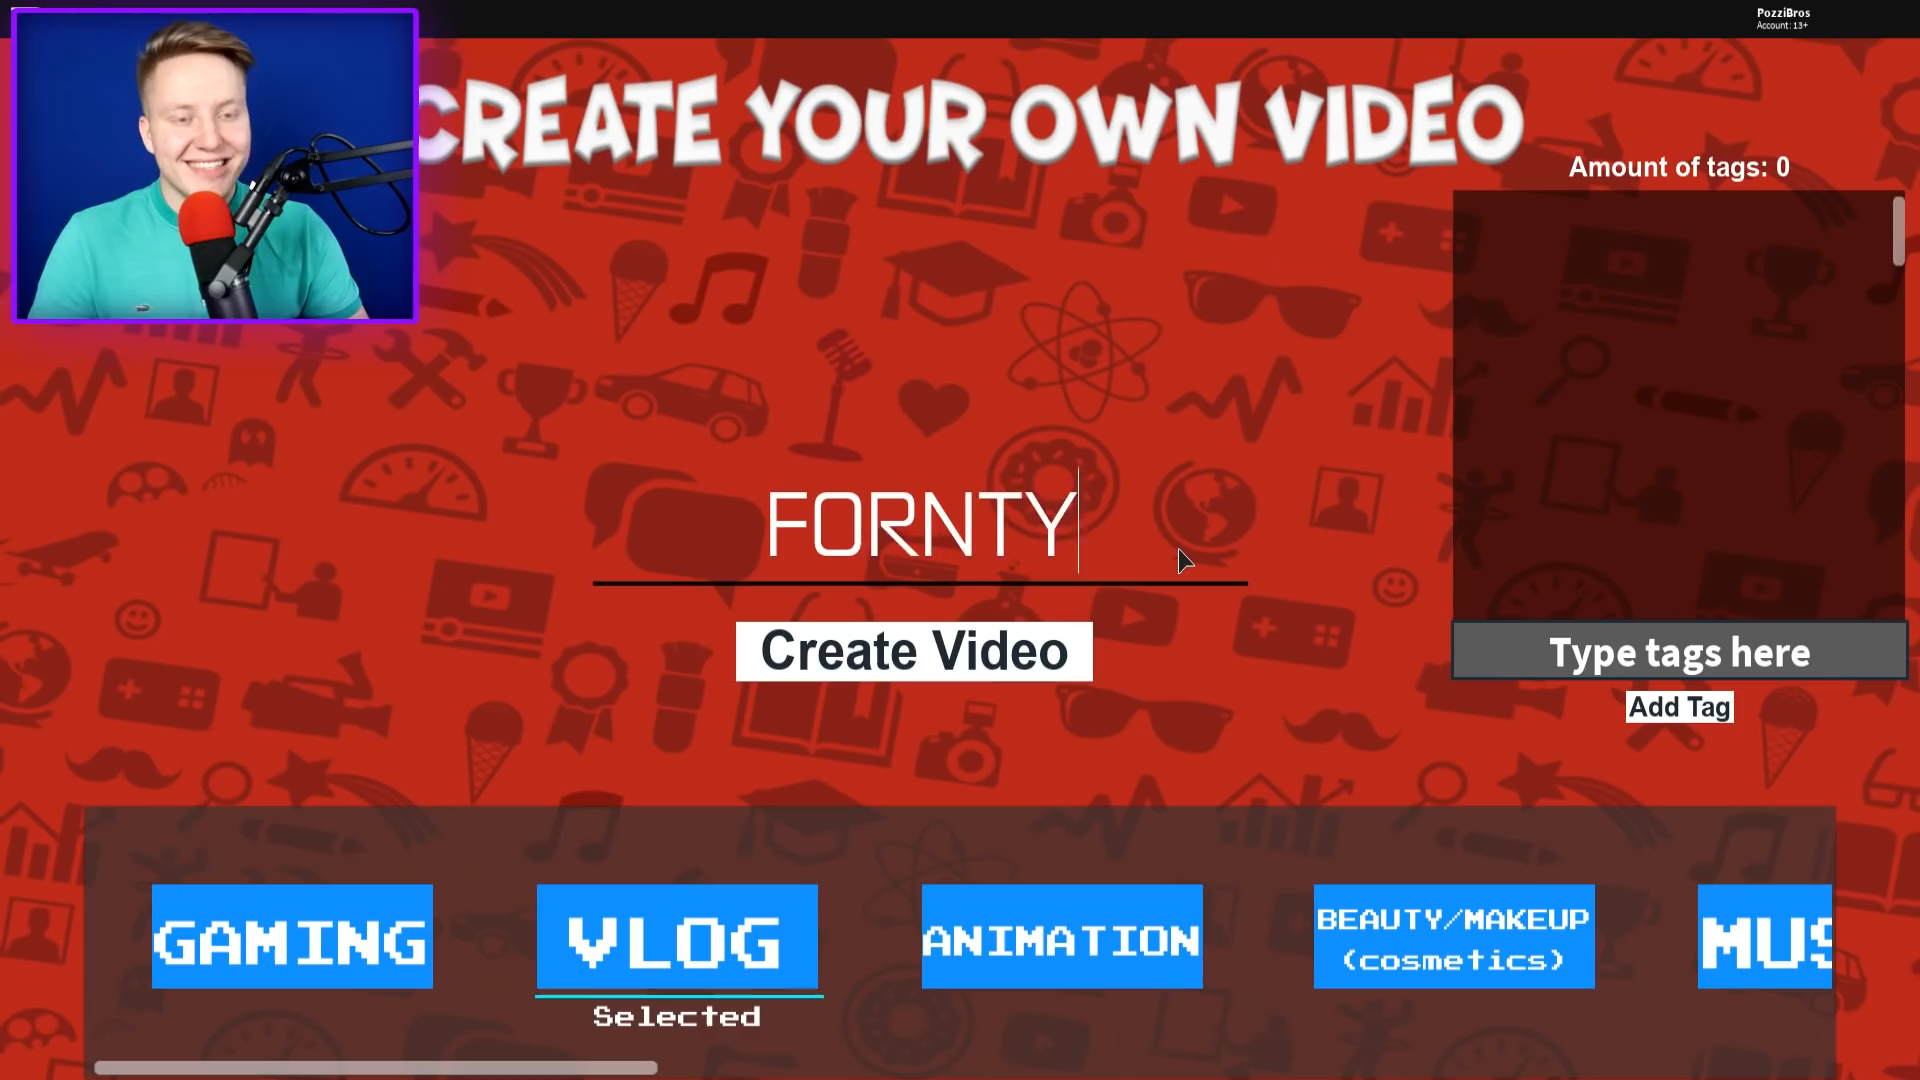 PozziBros
Account: 13+
CREATE YOUR OWN VIDEO
Amount of tags: 0
FORNTY
Create Video
Type tags here
Add Tag
GAMING
VLOG
ANIMATION
BEAUTY/MAKEUP
(cosmetics)
MUS
Selected